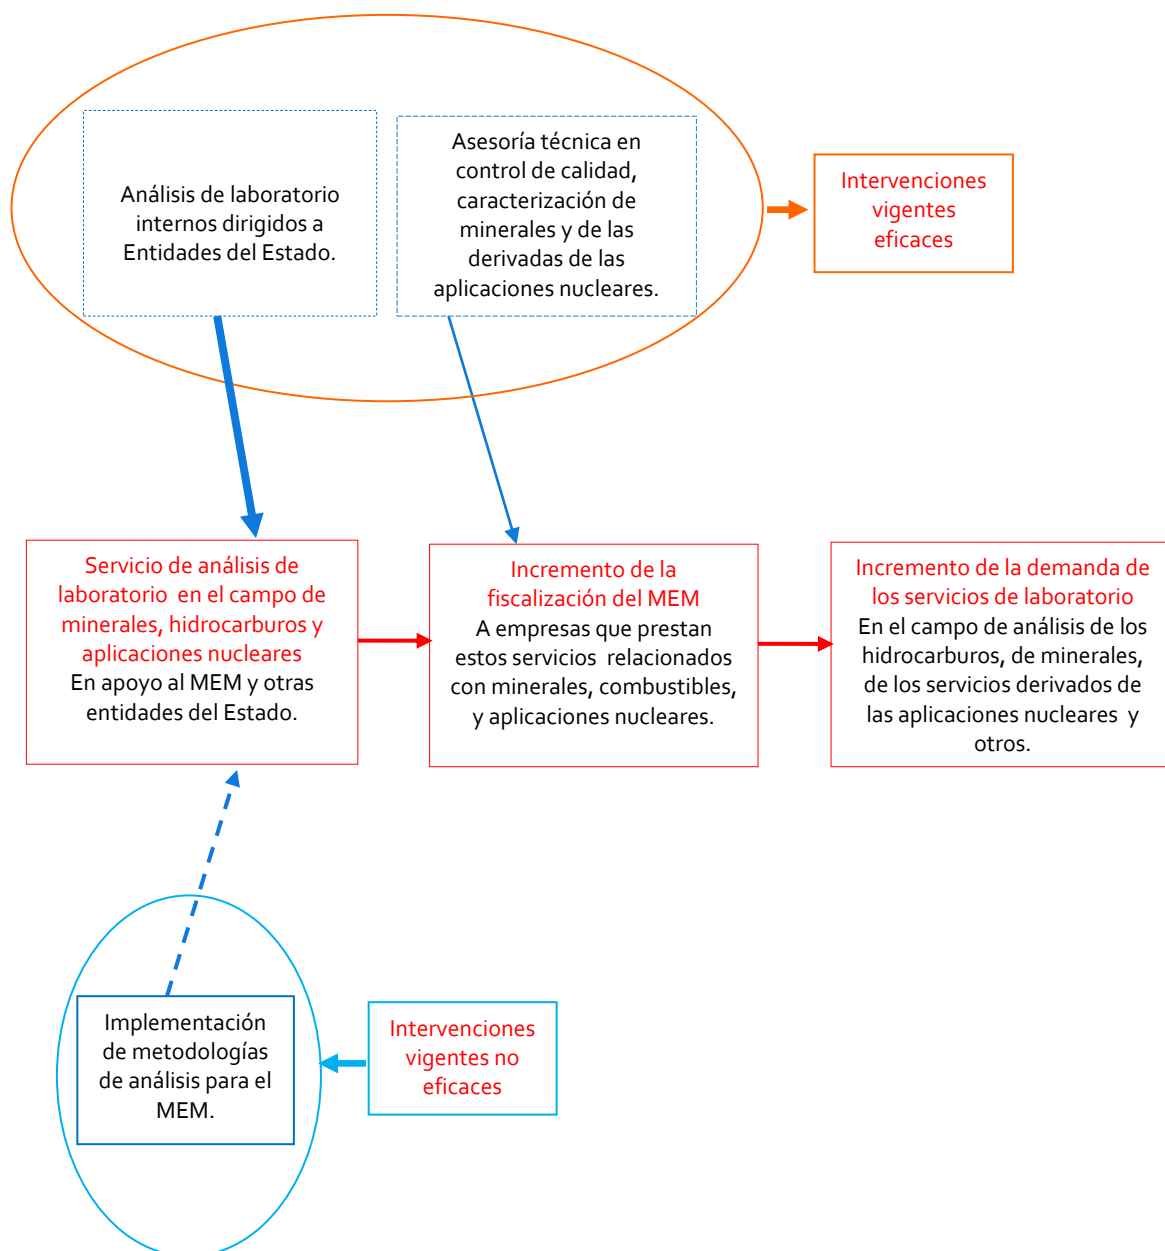 Análisis de laboratorio
internos dirigidos a
Entidades del Estado.
Asesoría técnica en
control de calidad,
caracterización de
minerales y de las
derivadas de las
aplicaciones nucleares.
Intervenciones
vigentes
eficaces
Servicio de análisis de
laboratorio en el campo de
minerales, hidrocarburos y
aplicaciones nucleares
En apoyo al MEM y otras
entidades del Estado.
Incremento de la
fiscalización del MEM
A empresas que prestan
estos servicios relacionados
con minerales, combustibles,
y aplicaciones nucleares.
Incremento de la demanda de
los servicios de laboratorio
En el campo de análisis de los
hidrocarburos, de minerales,
de los servicios derivados de
las aplicaciones nucleares y
otros.
Implementación
de metodologías
de análisis para el
MEM.
Intervenciones
vigentes no
eficaces